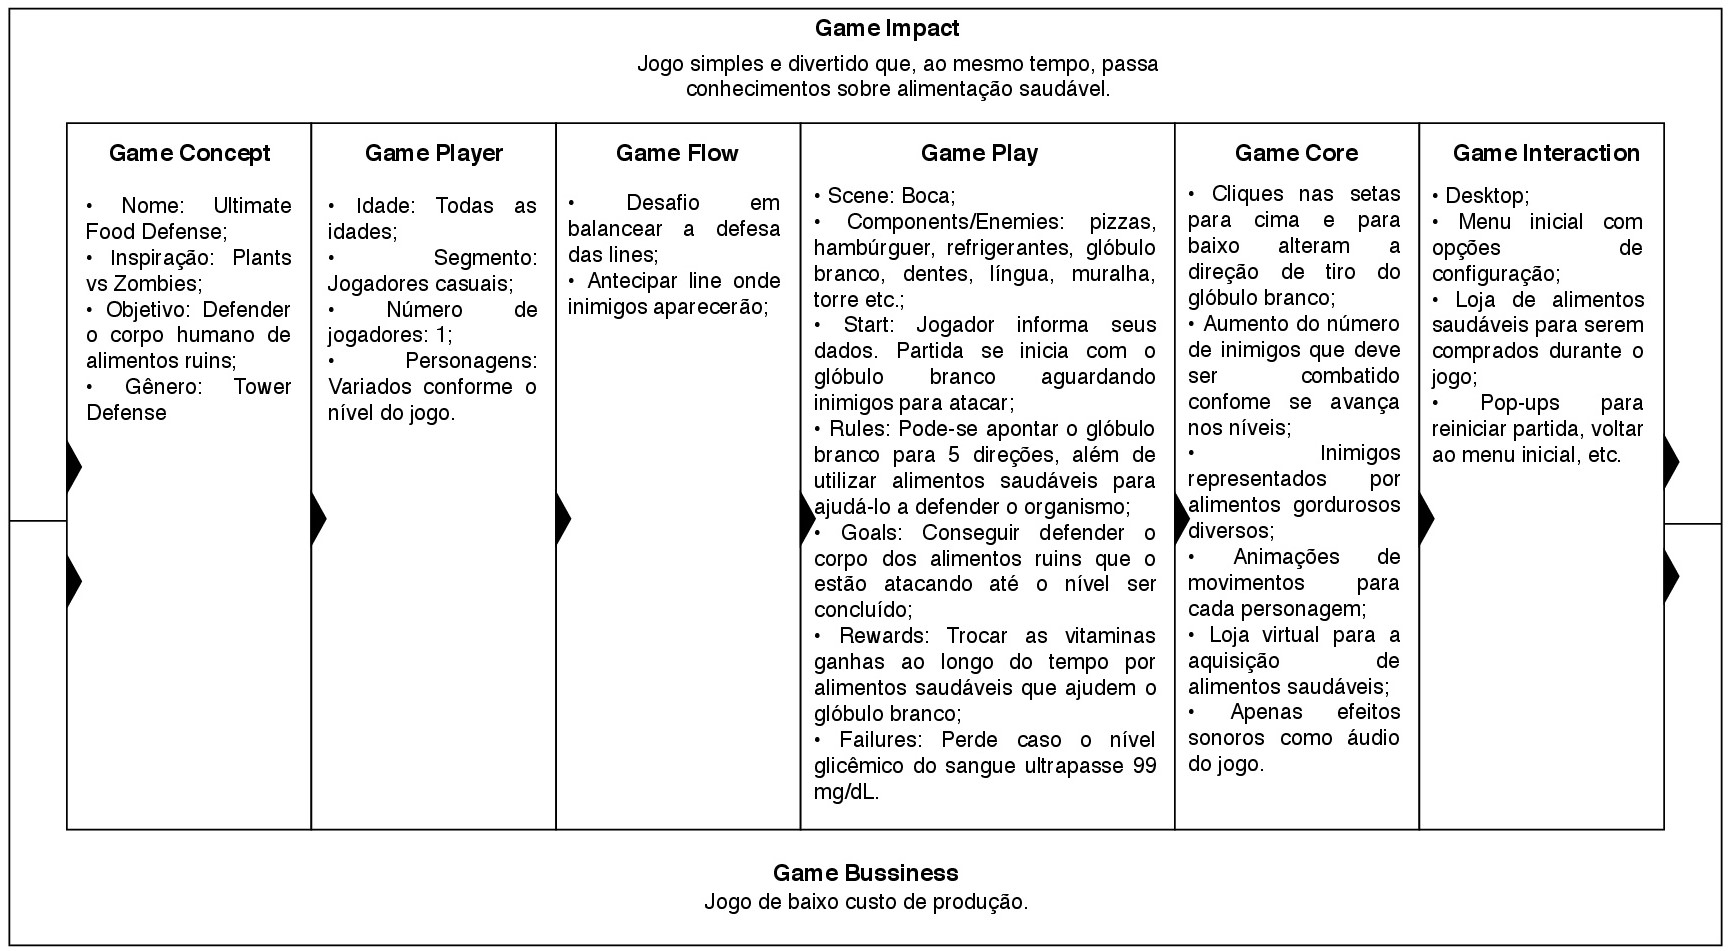 Game Impact
Jogo simples e divertido que, ao mesmo tempo, passa
conhecimentos sobre alimentação saudável.
Game Concept
• Nome: Ultimate
Food Defense;
• Inspiração: Plants
vs Zombies;
• Objetivo: Defender
o corpo humano de
alimentos ruins;
• Gênero: Tower
Defense
Game Player
• Idade: Todas as
idades;
• Segmento:
Jogadores casuais;
• Número de
jogadores: 1;
• Personagens:
Variados conforme o
nível do jogo.
Game Flow
• Desafio em
balancear a defesa
das lines;
• Antecipar line onde
inimigos aparecerão;
Game Play
• Scene: Boca;
• Components/Enemies: pizzas,
hambúrguer, refrigerantes, glóbulo
branco, dentes, língua, muralha,
torre etc.;
• Start: Jogador informa seus
dados. Partida se inicia com o
glóbulo branco aguardando
inimigos para atacar;
• Rules: Pode-se apontar o glóbulo
branco para 5 direções, além de
utilizar alimentos saudáveis para
ajudá-lo a defender o organismo;
• Goals: Conseguir defender o
corpo dos alimentos ruins que o
estão atacando até o nível ser
concluído;
• Rewards: Trocar as vitaminas
ganhas ao longo do tempo por
alimentos saudáveis que ajudem o
glóbulo branco;
• Failures: Perde caso o nível
glicêmico do sangue ultrapasse 99
mg/dL.
Game Core
• Cliques nas setas
para cima e para
baixo alteram a
direção de tiro do
glóbulo branco;
• Aumento do número
de inimigos que deve
ser combatido
confome se avança
nos níveis;
• Inimigos
representados por
alimentos gordurosos
diversos;
• Animações de
movimentos para
cada personagem;
• Loja virtual para a
aquisição de
alimentos saudáveis;
• Apenas efeitos
sonoros como áudio
do jogo.
Game Interaction
• Desktop;
• Menu inicial com
opções de
configuração;
• Loja de alimentos
saudáveis para serem
comprados durante o
jogo;
• Pop-ups para
reiniciar partida, voltar
ao menu inicial, etc.
Game Bussiness
Jogo de baixo custo de produção.